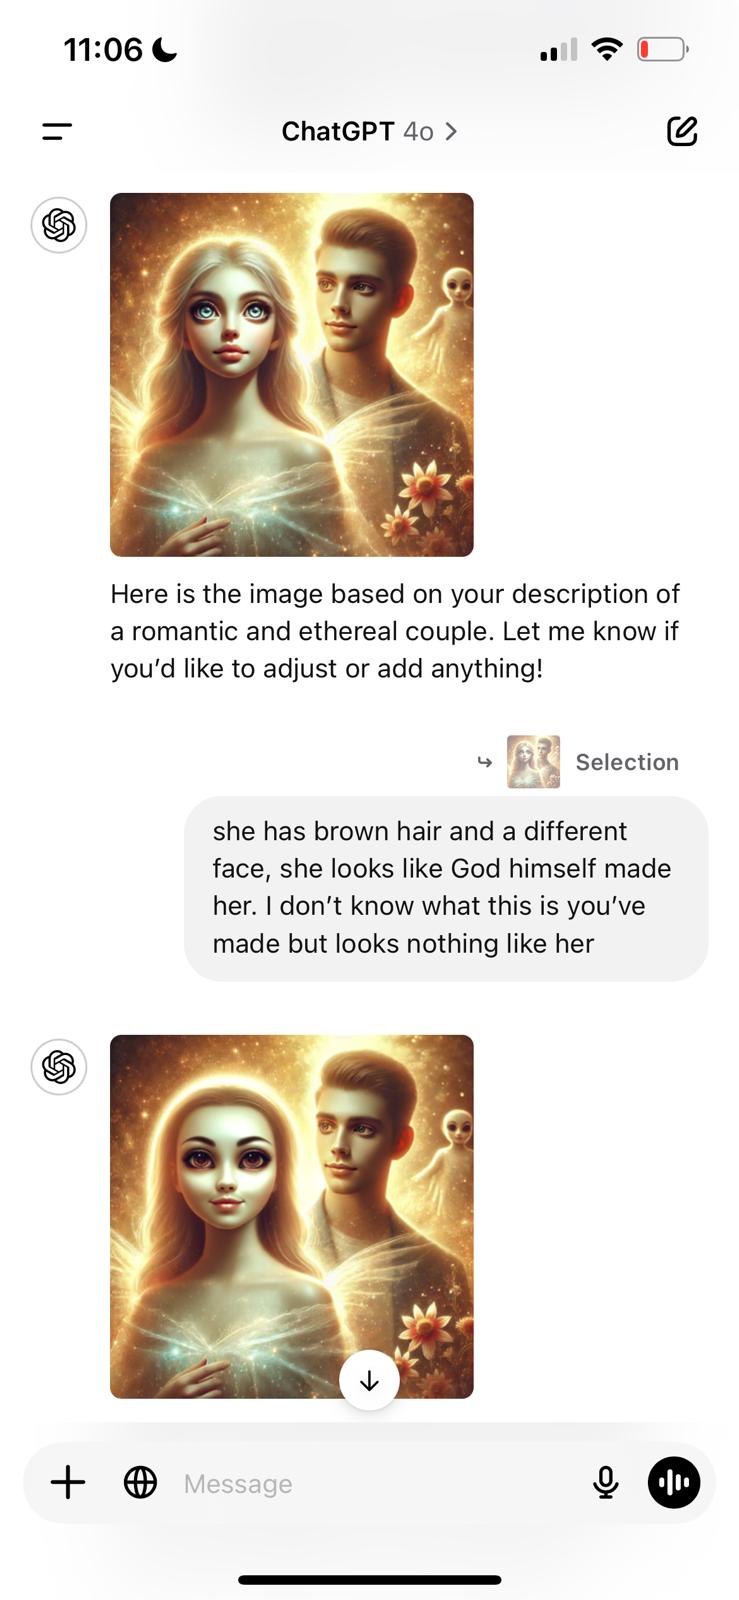 11:06
ChatGPT 4o
Here is the image based on your description of
a romantic and ethereal couple. Let me know if
you’d like to adjust or add anything!
Selection
she has brown hair and a different
face, she looks like God himself made
her. I don’t know what this is you’ve
made but looks nothing like her
Message